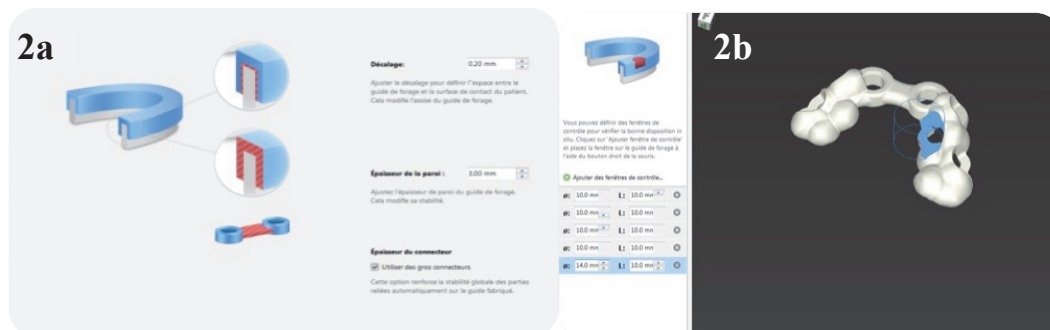 2a
Décalage: 0.20 mm
Ajuster le décalage pour définir l'espace entre le
guide de forage et la surface de contact du patient.
Cela modifie l'assise du guide de forage.
Épaisseur de la paroi : 3.00 mm
Ajustez l'épaisseur de paroi du guide de forage.
Cela modifie sa stabilité.
Épaisseur du connecteur
Utiliser des gros connecteurs
Cette option renforce la stabilité globale des parties
reliées automatiquement sur le guide fabriqué.
Vous pouvez définir des fenêtres de
contrôle pour vérifier la bonne disposition in
situ. Cliquez sur 'Ajouter fenêtre de contrôle'
et placez la fenêtre sur le guide de forage à
l'aide du bouton droit de la souris.
Ajouter des fenêtres de contrôle...
ø: 10.0 mm L: 10.0 mm
ø: 10.0 mm L: 10.0 mm
ø: 10.0 mm L: 10.0 mm
ø: 10.0 mm L: 10.0 mm
ø: 14.0 mm L: 10.0 mm
2b